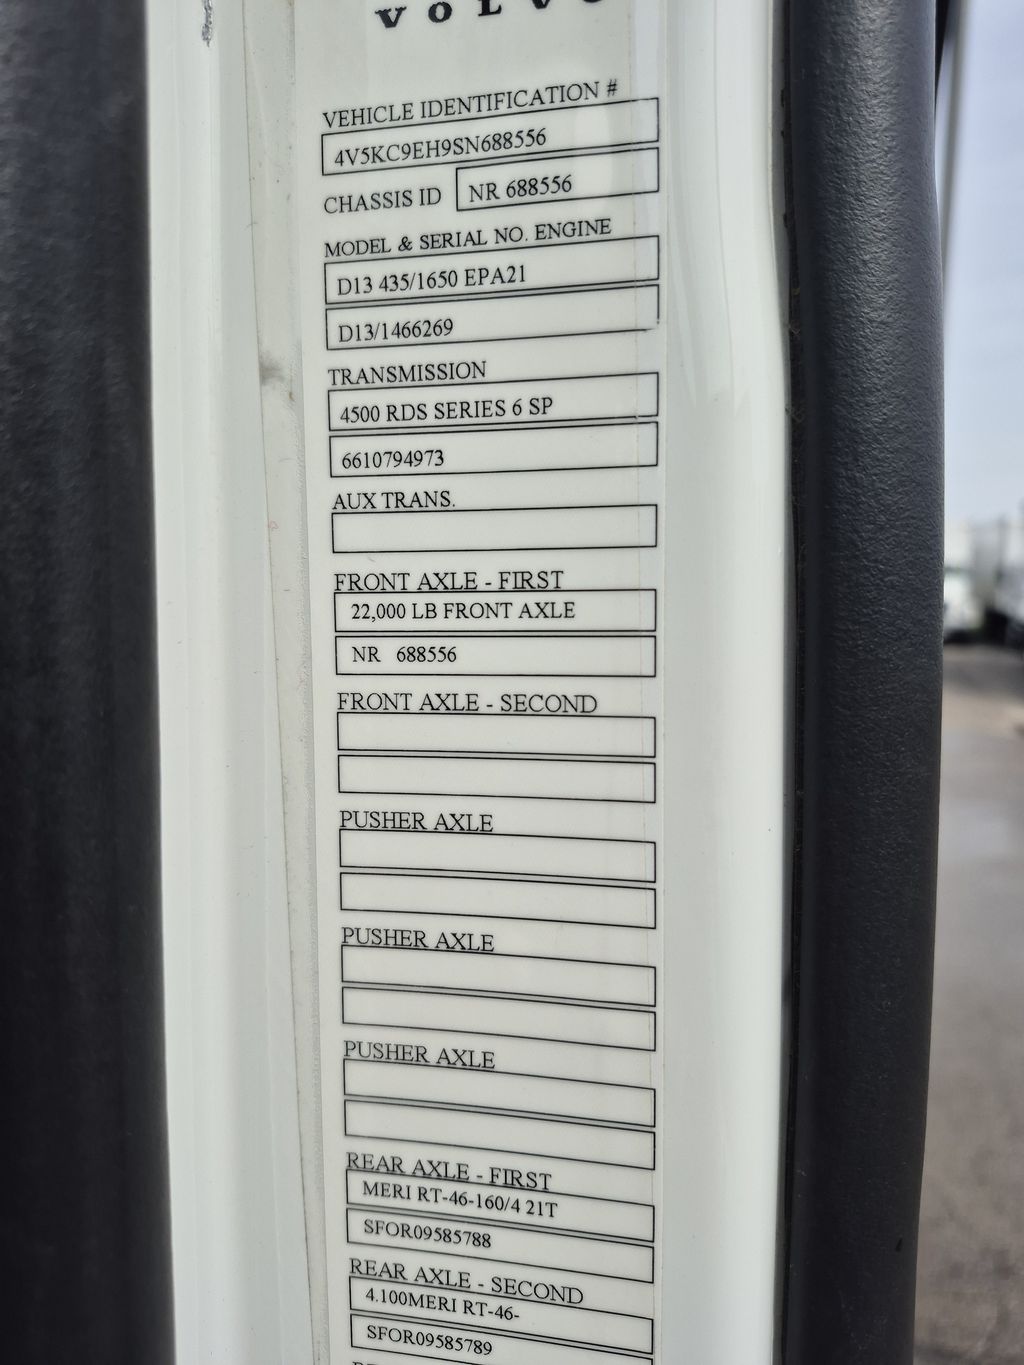 VOLVO
VEHICLE IDENTIFICATION #
4V5KC9EH9SN688556
CHASSIS ID NR 688556
MODEL & SERIAL NO. ENGINE
D13 435/1650 EPA21
D13/1466269
TRANSMISSION
4500 RDS SERIES 6 SP
6610794973
AUX TRANS.
FRONT AXLE - FIRST
22,000 LB FRONT AXLE
NR 688556
FRONT AXLE - SECOND
PUSHER AXLE
PUSHER AXLE
PUSHER AXLE
REAR AXLE - FIRST
MERI RT-46-160/4 21T
SFOR09585788
REAR AXLE - SECOND
4.100MERI RT-46-
SFOR09585789